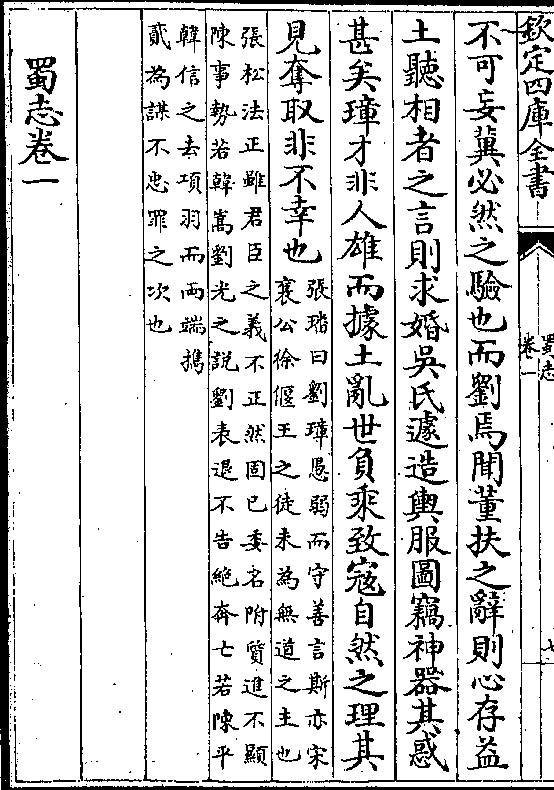 欽定四庫全書
蜀志
卷一
七
不可妄冀必然之驗也而劉焉聞董扶之辭則心存益
土聽相者之言則求婚吳氏遽造輿服圖竊神器其惑
甚矣璋才非人雄而據土亂世負乗致寇自然之理其
見奪取非不幸也
張璠曰劉璋愚弱而守善言斯亦宋
襄公徐偃王之徒未為無道之主也
張松法正雖君臣之義不正然固已委名附質進不顯
陳事勢若韓嵩劉光之説劉表退不告絶奔亡若陳平
韓信之去項羽而兩端攜
貳為謀不忠罪之次也
蜀志卷一